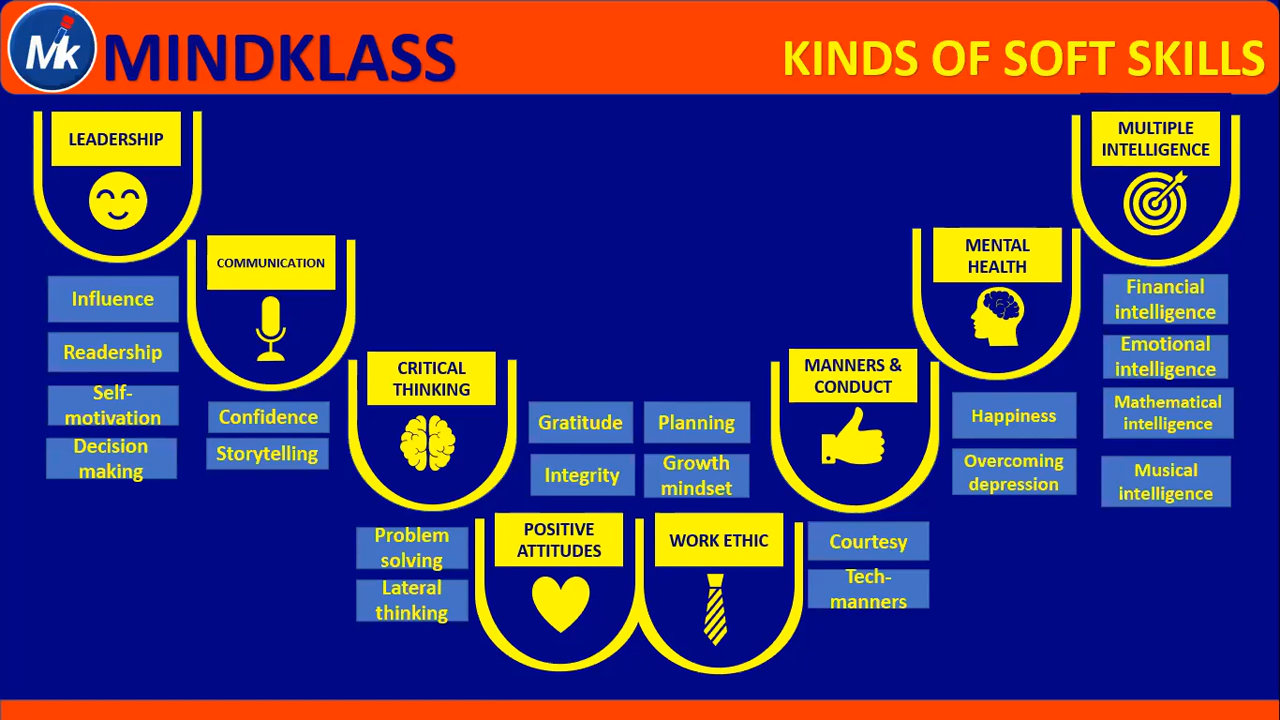 Mk
MINDKLASS
KINDS OF SOFT SKILLS
LEADERSHIP
Influence
Readership
Self-
motivation
Decision
making
COMMUNICATION
Confidence
Storytelling
CRITICAL
THINKING
Problem
solving
Lateral
thinking
Gratitude
Integrity
POSITIVE
ATTITUDES
Planning
Growth
mindset
WORK ETHIC
MANNERS &
CONDUCT
Courtesy
Tech-
manners
MENTAL
HEALTH
Happiness
Overcoming
depression
MULTIPLE
INTELLIGENCE
Financial
intelligence
Emotional
intelligence
Mathematical
intelligence
Musical
intelligence